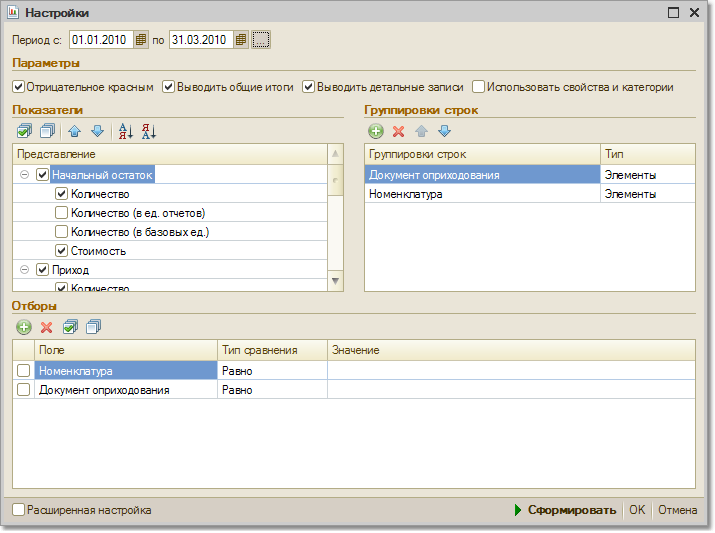 Настройки
Период с: 01.01.2010 по 31.03.2010 ...
Параметры
Отрицательное красным Выводить общие итоги Выводить детальные записи Использовать свойства и категории
Показатели
Группировки строк
Представление
Начальный остаток
Количество
Количество (в ед. отчетов)
Количество (в базовых ед.)
Стоимость
Приход
Количество
Группировки строк Тип
Документ оприходования Элементы
Номенклатура Элементы
Отборы
Поле Тип сравнения Значение
Номенклатура Равно
Документ оприходования Равно
Расширенная настройка Сформировать OK Отмена